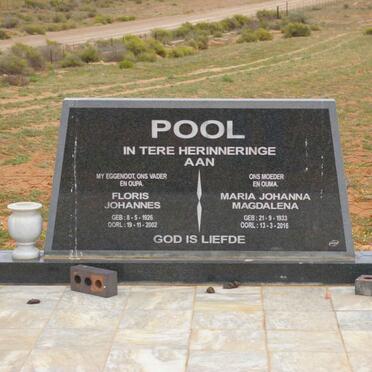 POOL
IN TERE HERINNERINGE
AAN
MY EGGENOOT, ONS VADER
EN OUPA.
FLORIS
JOHANNES
GEB: 8-5-1926
OORL: 19-11-2002
ONS MOEDER
EN OUMA.
MARIA JOHANNA
MAGDALENA
GEB: 21-9-1933
OORL: 13-3-2016
GOD IS LIEFDE